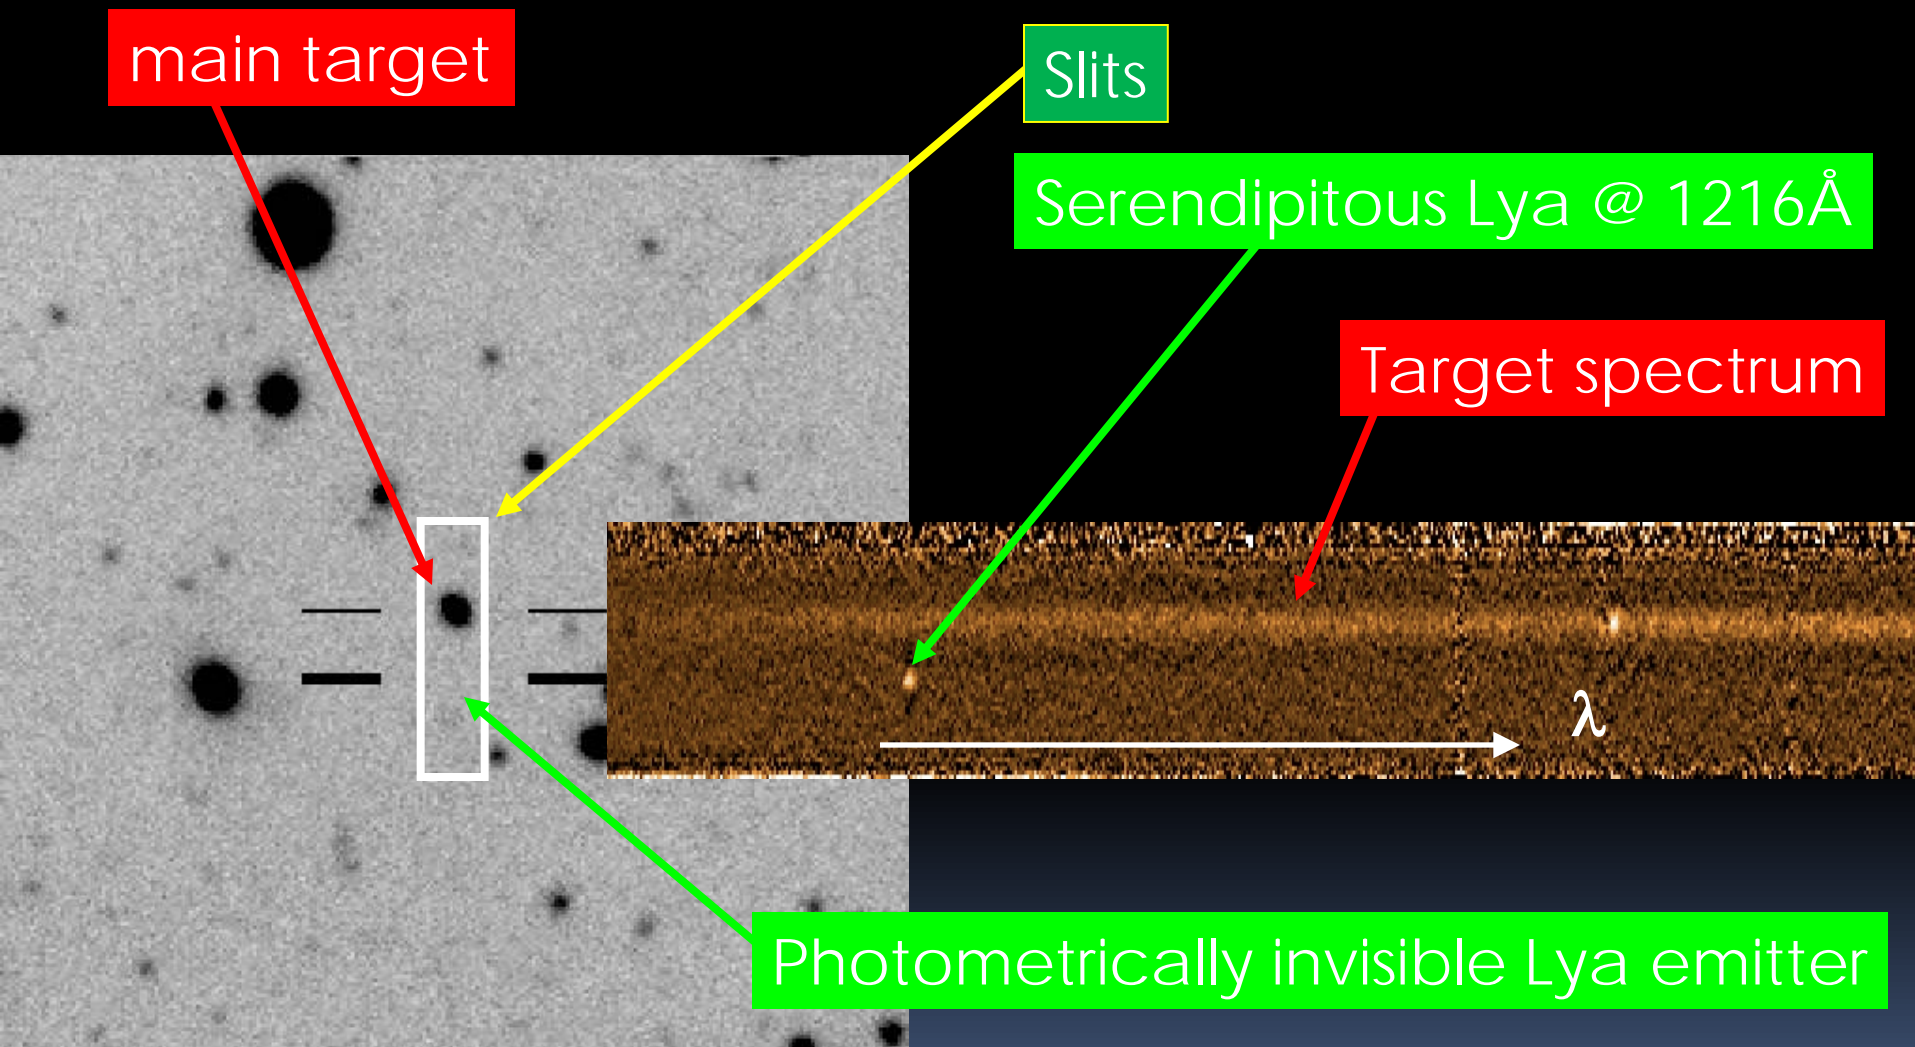 main target
Slits
Serendipitous Lya @ 1216Å
Target spectrum
λ
Photometrically invisible Lya emitter